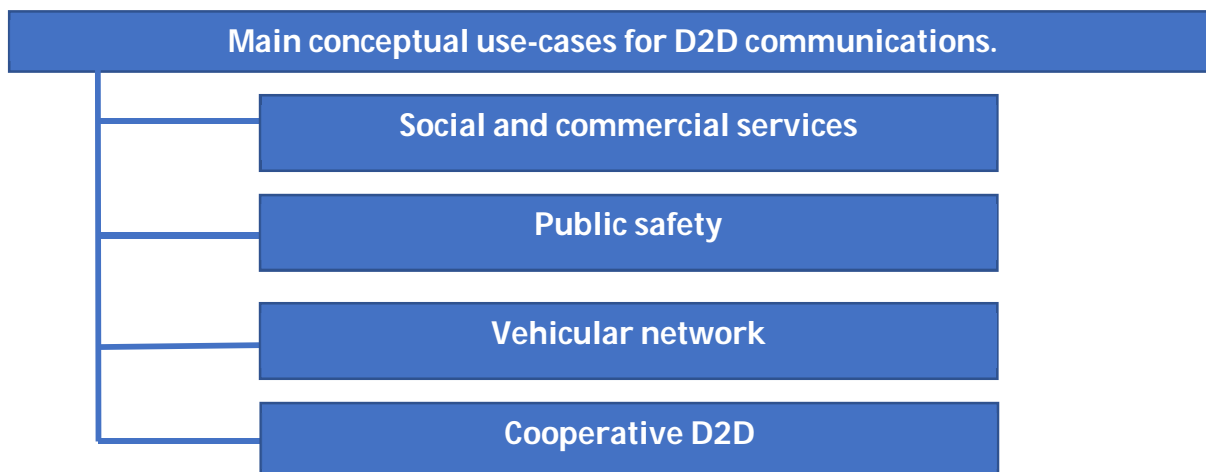 Main conceptual use-cases for D2D communications.
Social and commercial services
Public safety
Vehicular network
Cooperative D2D